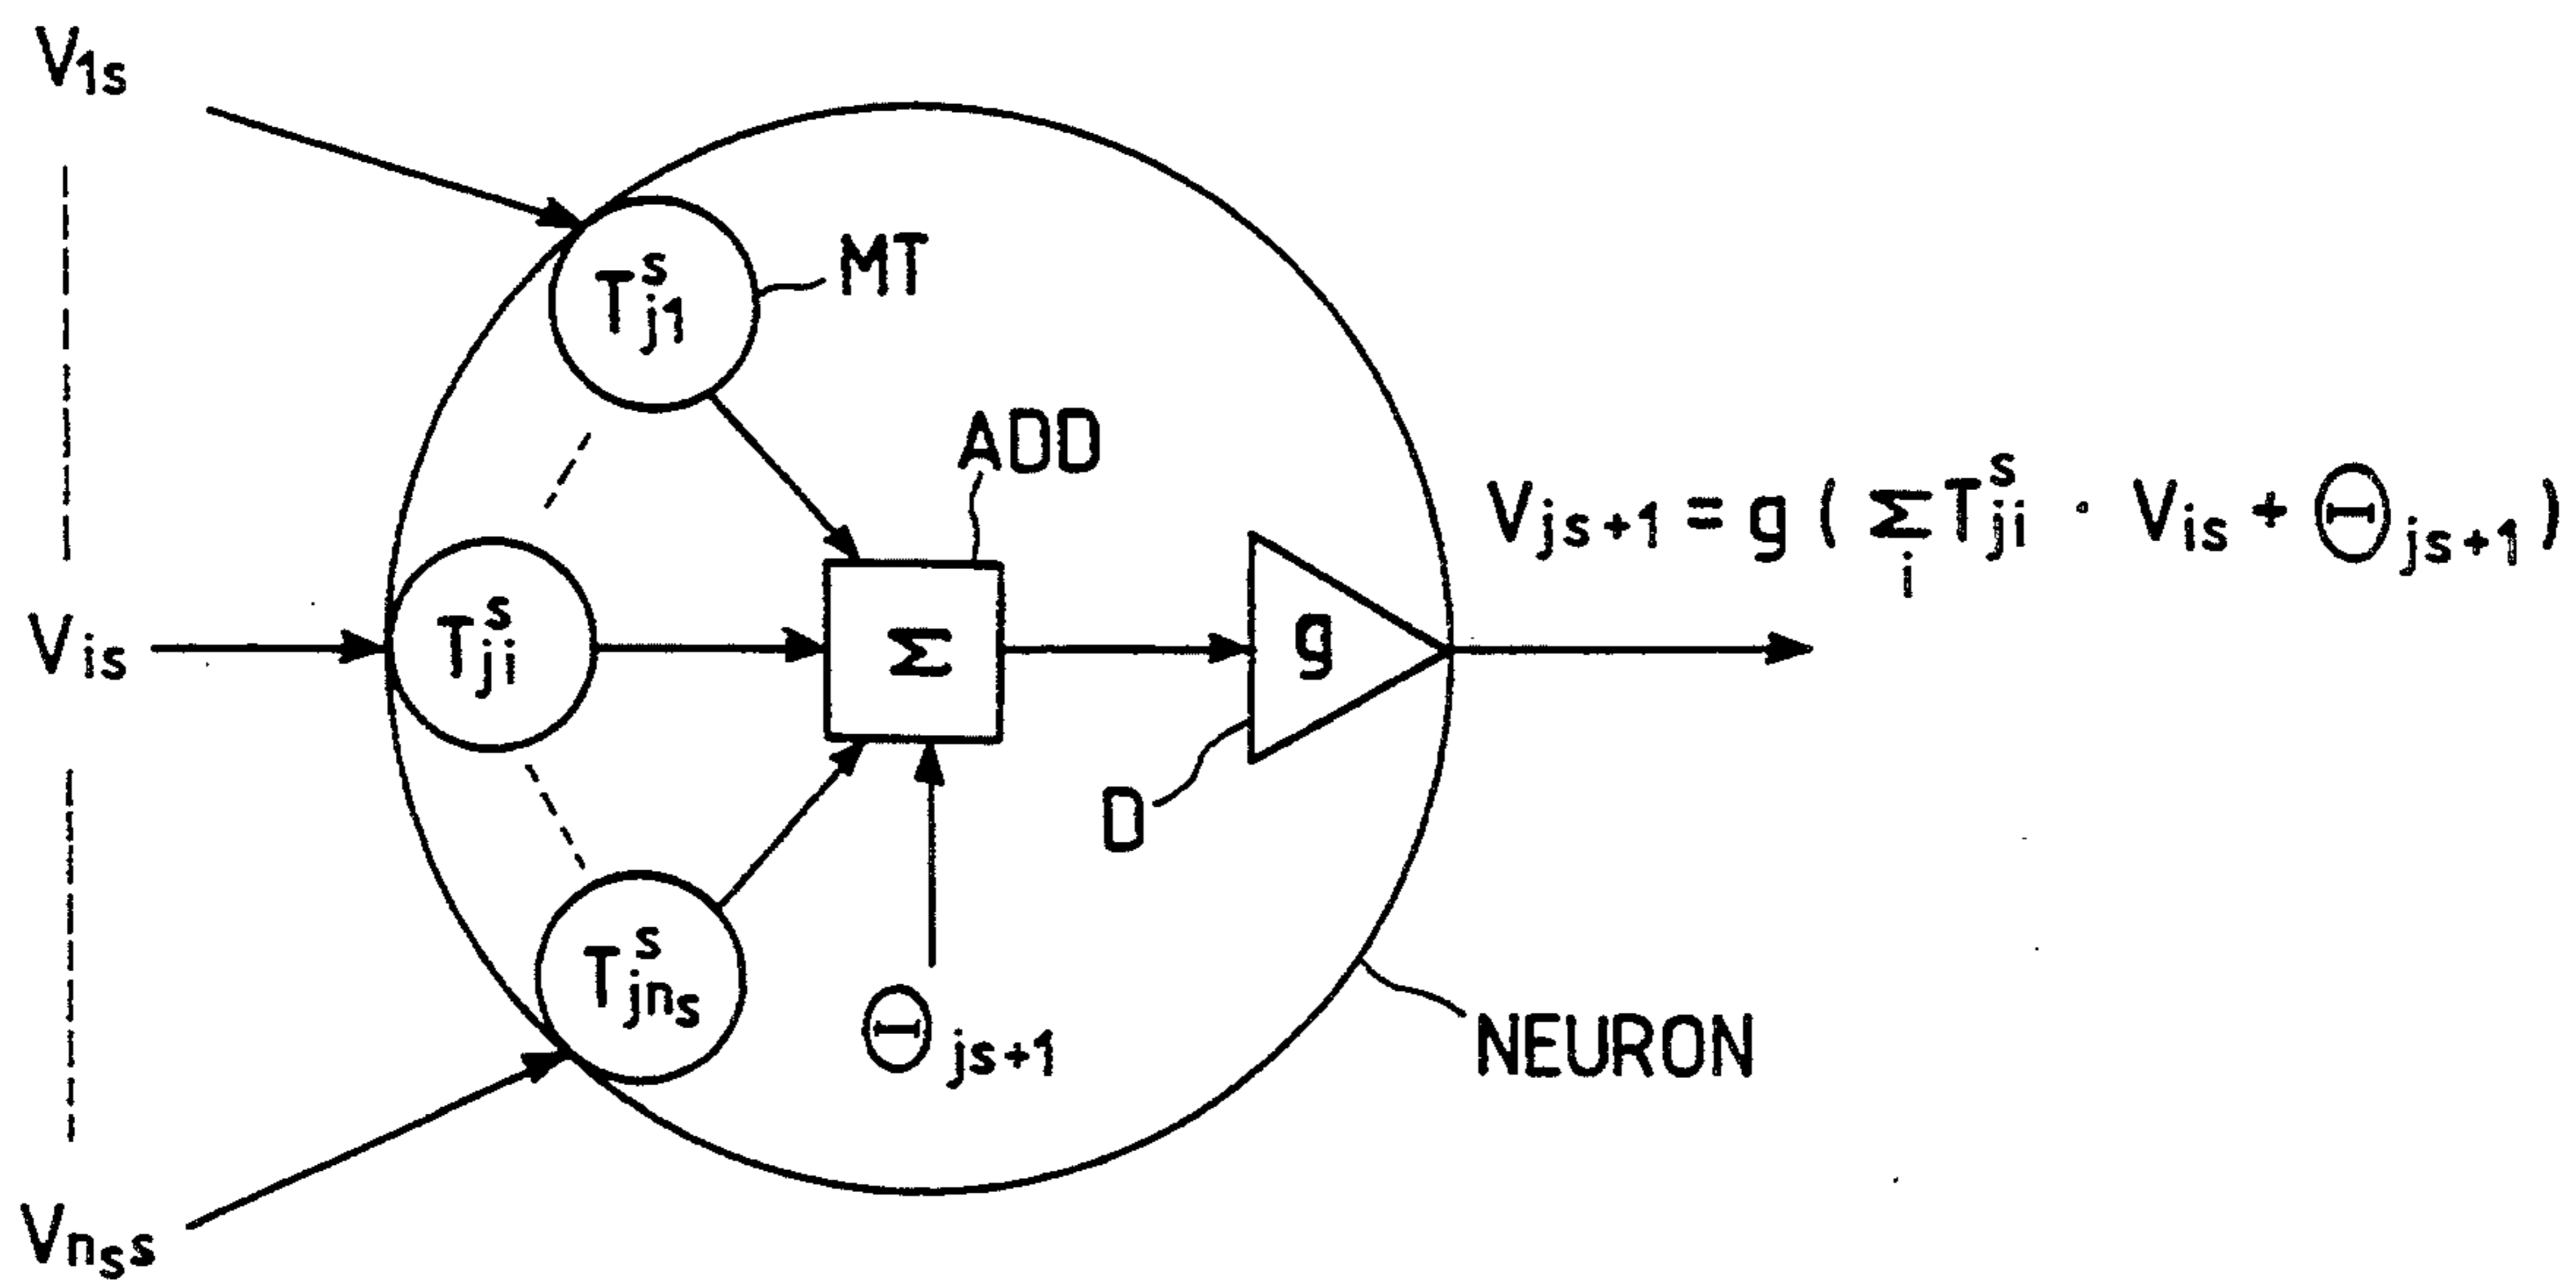 V1s
Tˢj1
MT
ADD
Vjs+1 = g ( Σi Tˢji · Vis + Θjs+1 )
Vis
Tˢji
Σ
g
D
Tˢjns
Θjs+1
NEURON
Vnss